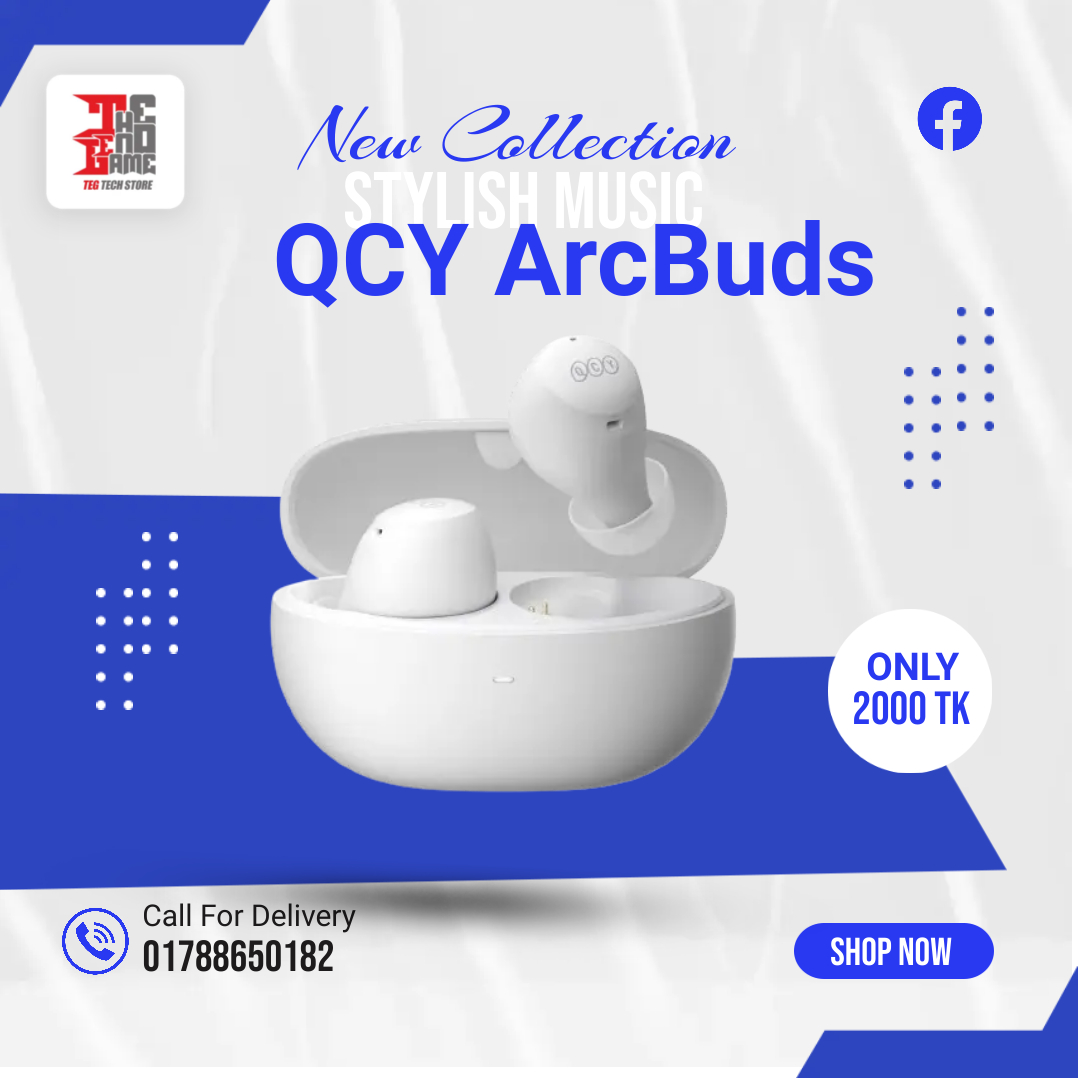 THE
END
GAME
TEG TECH STORE
New Collection
STYLISH MUSIC
QCY ArcBuds
QCY
ONLY
2000 TK
Call For Delivery
01788650182
SHOP NOW